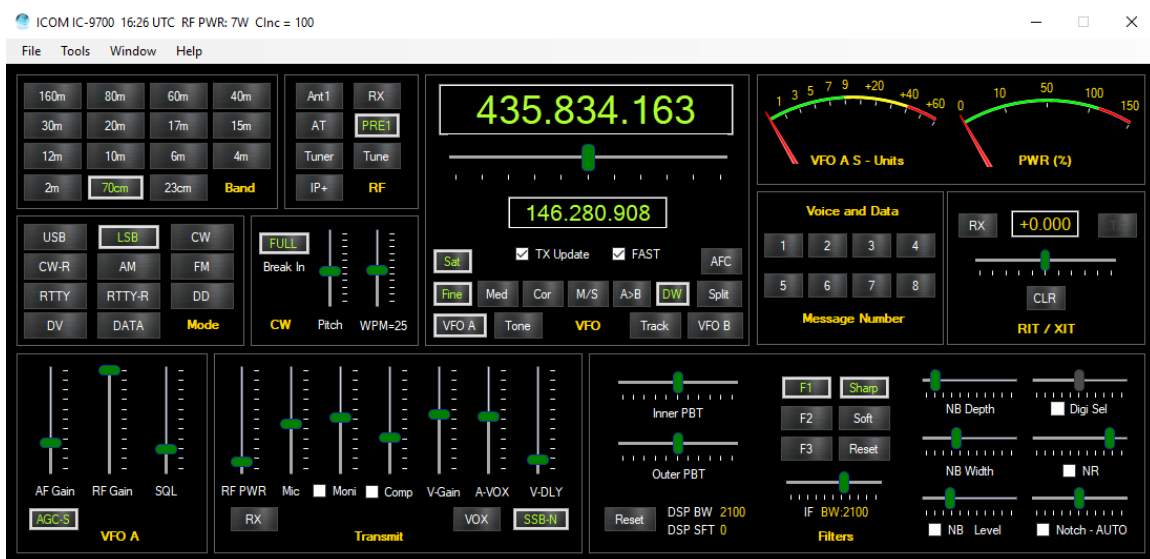 ICOM IC-9700 16:26 UTC RF PWR: 7W CInc = 100
File Tools Window Help
160m 80m 60m 40m
30m 20m 17m 15m
12m 10m 6m 4m
2m 70cm 23cm Band
Ant1 RX
AT PRE1
Tuner Tune
IP+ RF
435.834.163
146.280.908
Sat TX Update FAST AFC
Fine Med Cor M/S A>B DW Split
VFO A Tone VFO Track VFO B
1 3 5 7 9 +20 +40 +60
VFO A S - Units
0 10 50 100 150
PWR (%)
USB LSB CW
CW-R AM FM
RTTY RTTY-R DD
DV DATA Mode
FULL
Break In
CW Pitch WPM=25
Voice and Data
1 2 3 4
5 6 7 8
Message Number
RX +0.000
CLR
RIT / XIT
AF Gain RF Gain SQL
AGC-S
VFO A
RF PWR Mic Moni Comp V-Gain A-VOX V-DLY
RX VOX SSB-N
Transmit
Inner PBT
Outer PBT
Reset DSP BW 2100
DSP SFT 0
F1 Sharp
F2 Soft
F3 Reset
IF BW:2100
Filters
NB Depth Digi Sel
NB Width NR
NB Level Notch - AUTO